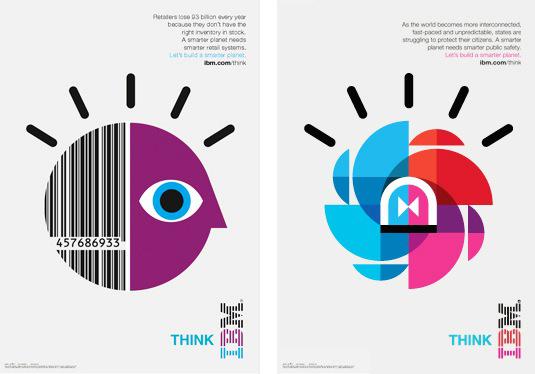 Retailers lose 93 billion every year
because they don't have the
right inventory in stock.
A smarter planet needs
smarter retail systems.
Let's build a smarter planet.
ibm.com/think
457686933
THINK
IBM
As the world becomes more interconnected,
fast-paced and unpredictable, states are
struggling to protect their citizens. A smarter
planet needs smarter public safety.
Let's build a smarter planet.
ibm.com/think
THINK
IBM